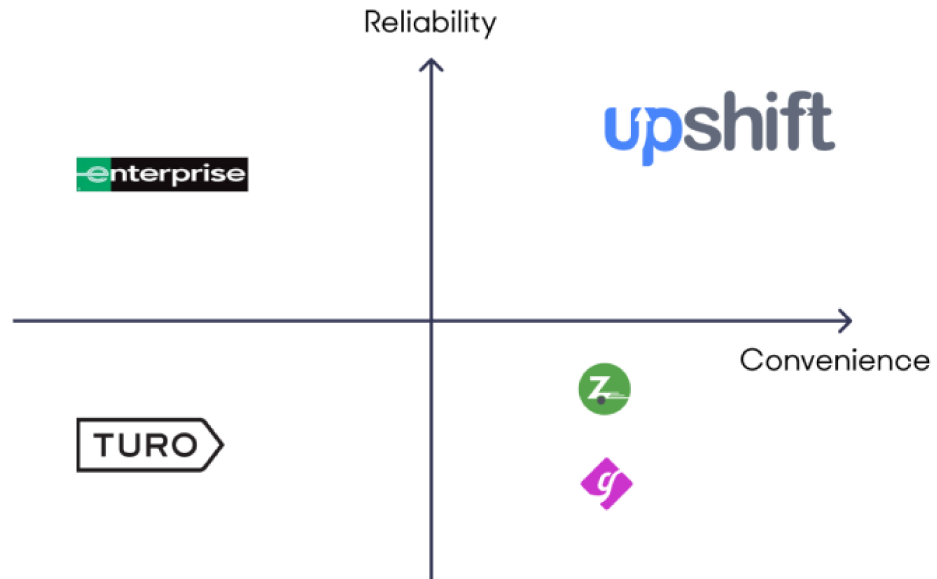 Reliability
upshift
enterprise
Convenience
Z
TURO
g